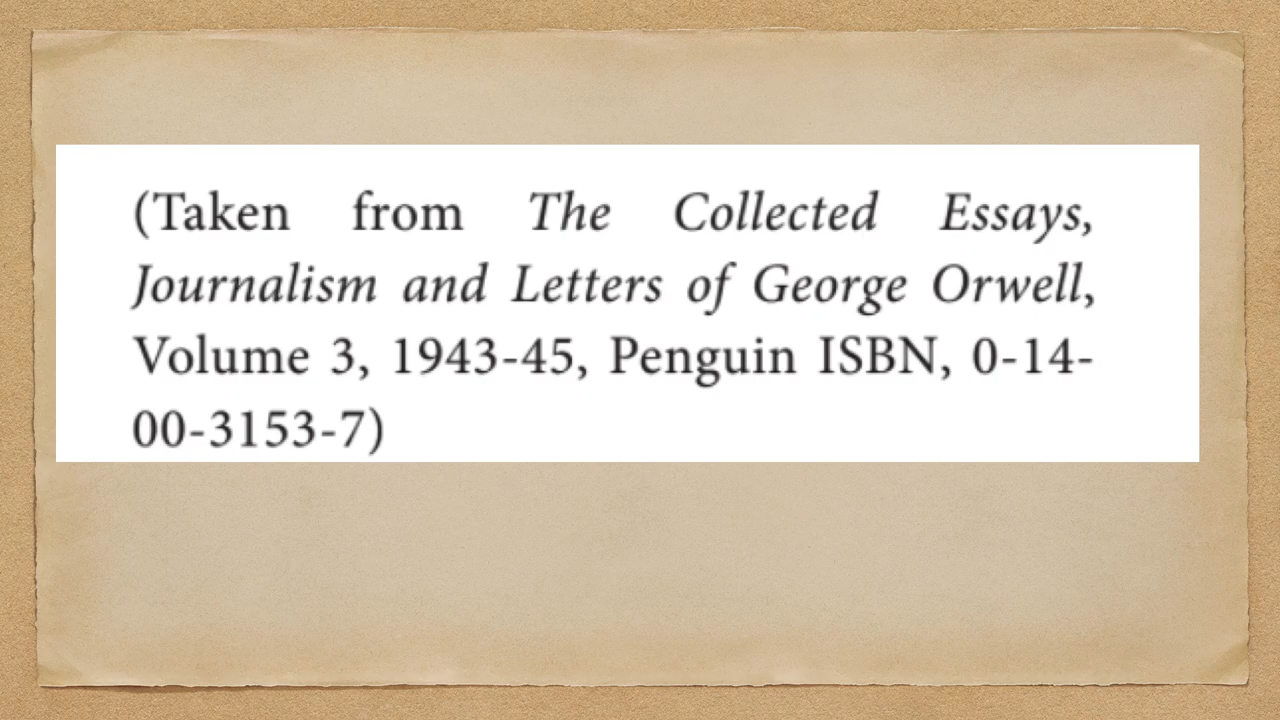 (Taken from The Collected Essays,
Journalism and Letters of George Orwell,
Volume 3, 1943-45, Penguin ISBN, 0-14-
00-3153-7)